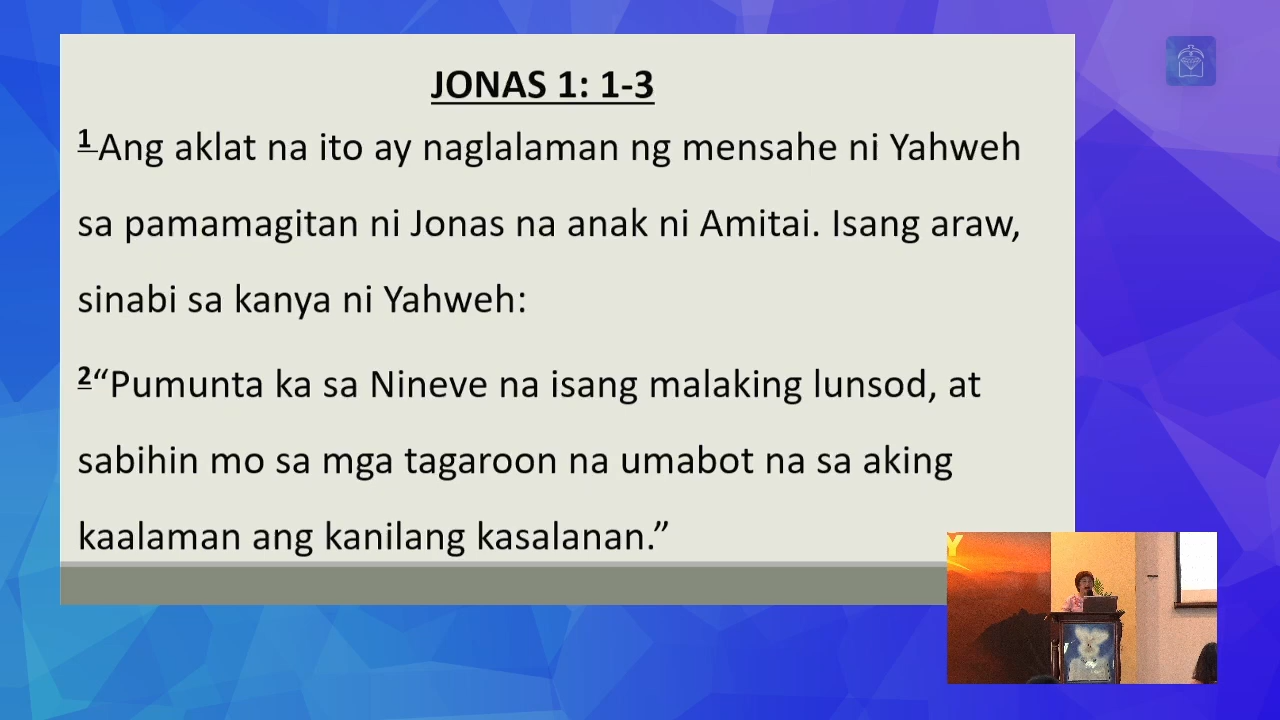 JONAS 1: 1-3
1 Ang aklat na ito ay naglalaman ng mensahe ni Yahweh
sa pamamagitan ni Jonas na anak ni Amitai. Isang araw,
sinabi sa kanya ni Yahweh:
2“Pumunta ka sa Nineve na isang malaking lunsod, at
sabihin mo sa mga tagaroon na umabot na sa aking
kaalaman ang kanilang kasalanan.”
Y